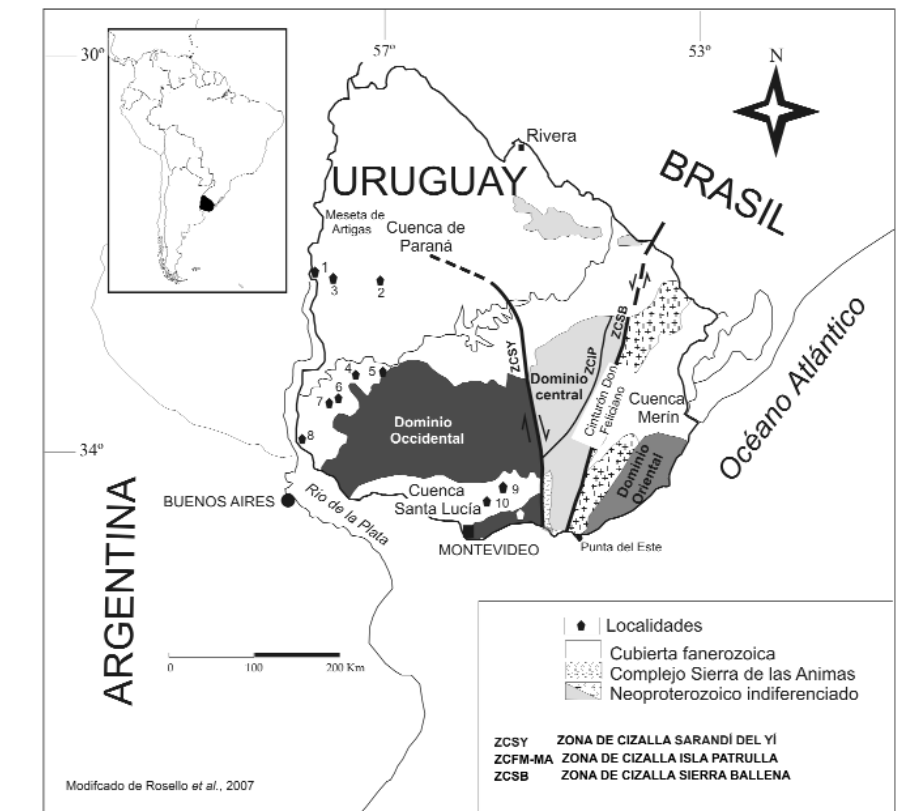 57º
53º
30º
N
Rivera
URUGUAY
BRASIL
Meseta de
Artigas
Cuenca de
Paraná
1
3
2
ZCSY
ZCSB
ZCIP
4
5
6
7
8
Dominio
central
Cinturón Don
Feliciano
Cuenca
Merín
Océano Atlántico
Dominio
Occidental
34º
Dominio
Oriental
Cuenca
Santa Lucía
9
10
BUENOS AIRES
Río de la Plata
MONTEVIDEO
Punta del Este
ARGENTINA
0
100
200 Km
Localidades
Cubierta fanerozoica
Complejo Sierra de las Animas
Neoproterozoico indiferenciado
ZCSY ZONA DE CIZALLA SARANDÍ DEL YÍ
ZCFM-MA ZONA DE CIZALLA ISLA PATRULLA
ZCSB ZONA DE CIZALLA SIERRA BALLENA
Modifcado de Rosello et al., 2007